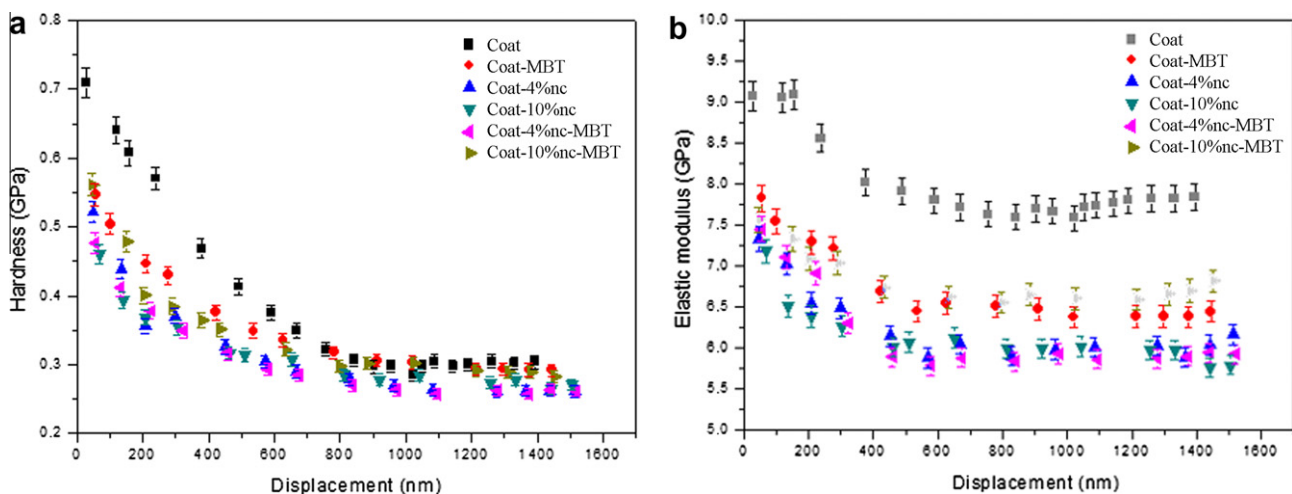 a
0.8
0.7
0.6
0.5
0.4
0.3
0.2
Hardness (GPa)
0 200 400 600 800 1000 1200 1400 1600
Displacement (nm)
Coat
Coat-MBT
Coat-4%nc
Coat-10%nc
Coat-4%nc-MBT
Coat-10%nc-MBT
b
10.0
9.5
9.0
8.5
8.0
7.5
7.0
6.5
6.0
5.5
5.0
Elastic modulus (GPa)
0 200 400 600 800 1000 1200 1400 1600
Displacement (nm)
Coat
Coat-MBT
Coat-4%nc
Coat-10%nc
Coat-4%nc-MBT
Coat-10%nc-MBT